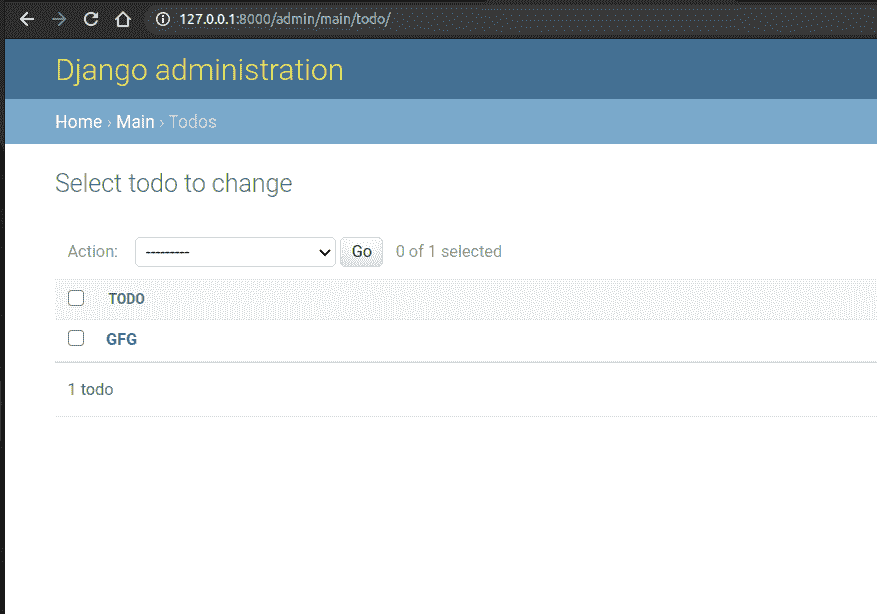 127.0.0.1:8000/admin/main/todo/
Django administration
Home › Main › Todos
Select todo to change
Action: --------- Go 0 of 1 selected
TODO
GFG
1 todo